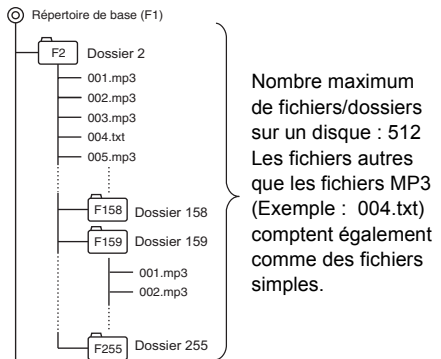 Répertoire de base (F1)
F2 Dossier 2
001.mp3
002.mp3
003.mp3
004.txt
005.mp3
F158 Dossier 158
F159 Dossier 159
001.mp3
002.mp3
F255 Dossier 255
Nombre maximum
de fichiers/dossiers
sur un disque : 512
Les fichiers autres
que les fichiers MP3
(Exemple : 004.txt)
comptent également
comme des fichiers
simples.